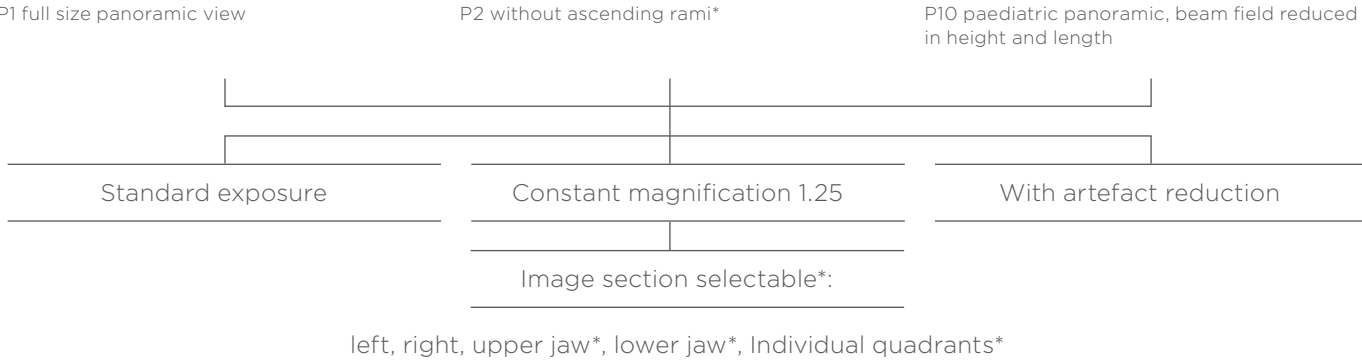 P1 full size panoramic view
P2 without ascending rami*
P10 paediatric panoramic, beam field reduced
in height and length
Standard exposure
Constant magnification 1.25
With artefact reduction
Image section selectable*:
left, right, upper jaw*, lower jaw*, Individual quadrants*